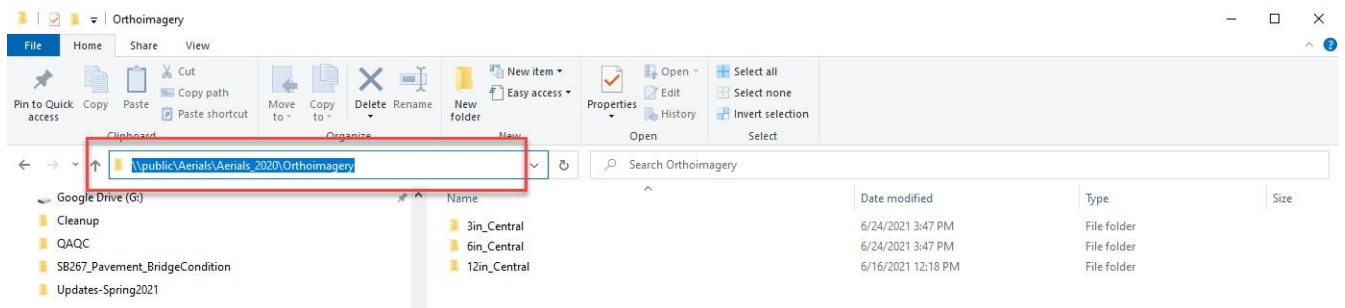 Orthoimagery
File Home Share View
Pin to Quick access
Copy
Paste
Cut
Copy path
Paste shortcut
Clipboard
Move to
Copy to
Delete
Rename
Organize
New folder
New item
Easy access
New
Properties
Open
Edit
History
Open
Select all
Select none
Invert selection
Select
\\public\Aerials\Aerials_2020\Orthoimagery
Search Orthoimagery
Google Drive (G:)
Cleanup
QAQC
SB267_Pavement_BridgeCondition
Updates-Spring2021
Name Date modified Type Size
3in_Central 6/24/2021 3:47 PM File folder
6in_Central 6/24/2021 3:47 PM File folder
12in_Central 6/16/2021 12:18 PM File folder